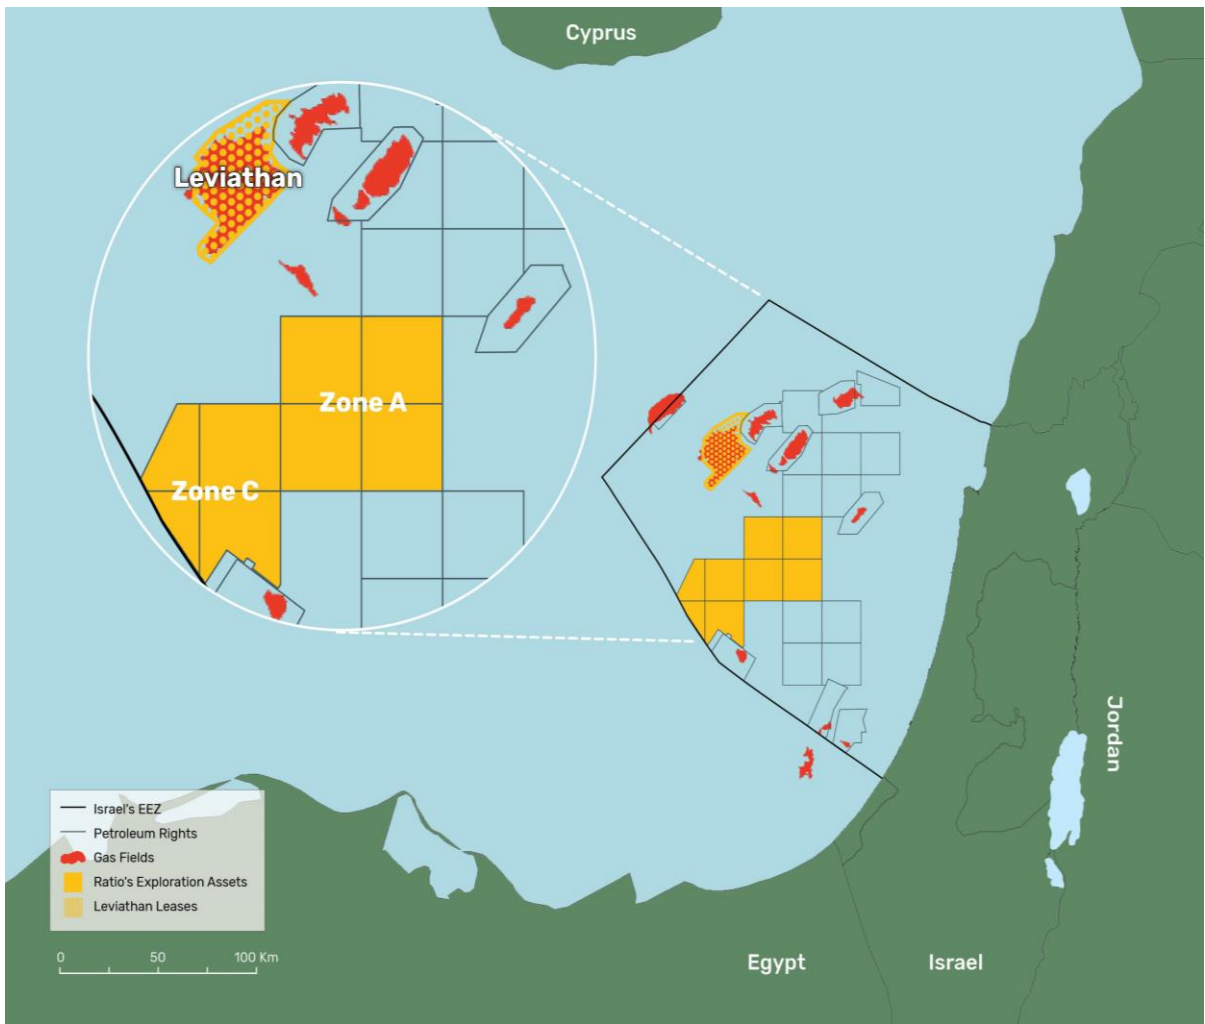 Cyprus
Leviathan
Zone A
Zone C
Jordan
Israel's EEZ
Petroleum Rights
Gas Fields
Ratio's Exploration Assets
Leviathan Leases
0 50 100 Km
Egypt
Israel